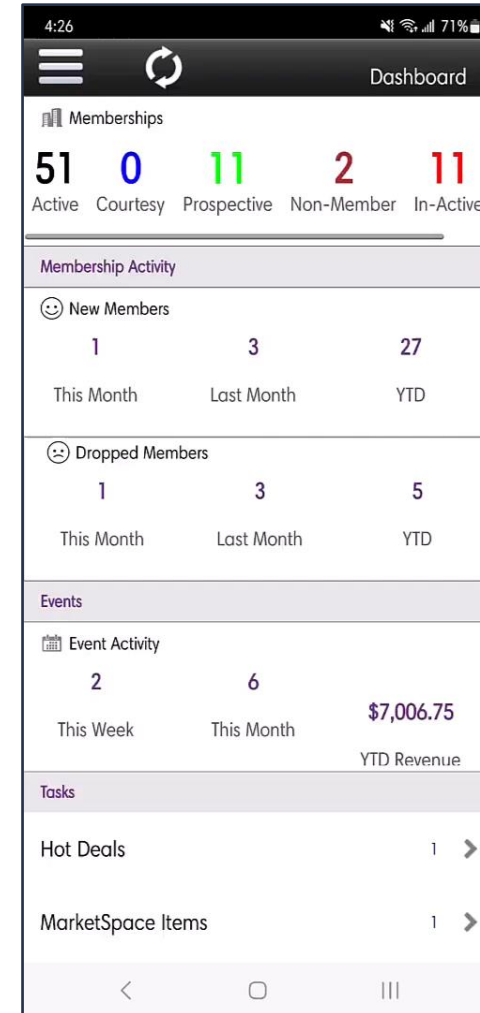 4:26 71%
Dashboard
Memberships
51 0 11 2 11
Active Courtesy Prospective Non-Member In-Active
Membership Activity
New Members
1 3 27
This Month Last Month YTD
Dropped Members
1 3 5
This Month Last Month YTD
Events
Event Activity
2 6 $7,006.75
This Week This Month YTD Revenue
Tasks
Hot Deals 1
MarketSpace Items 1